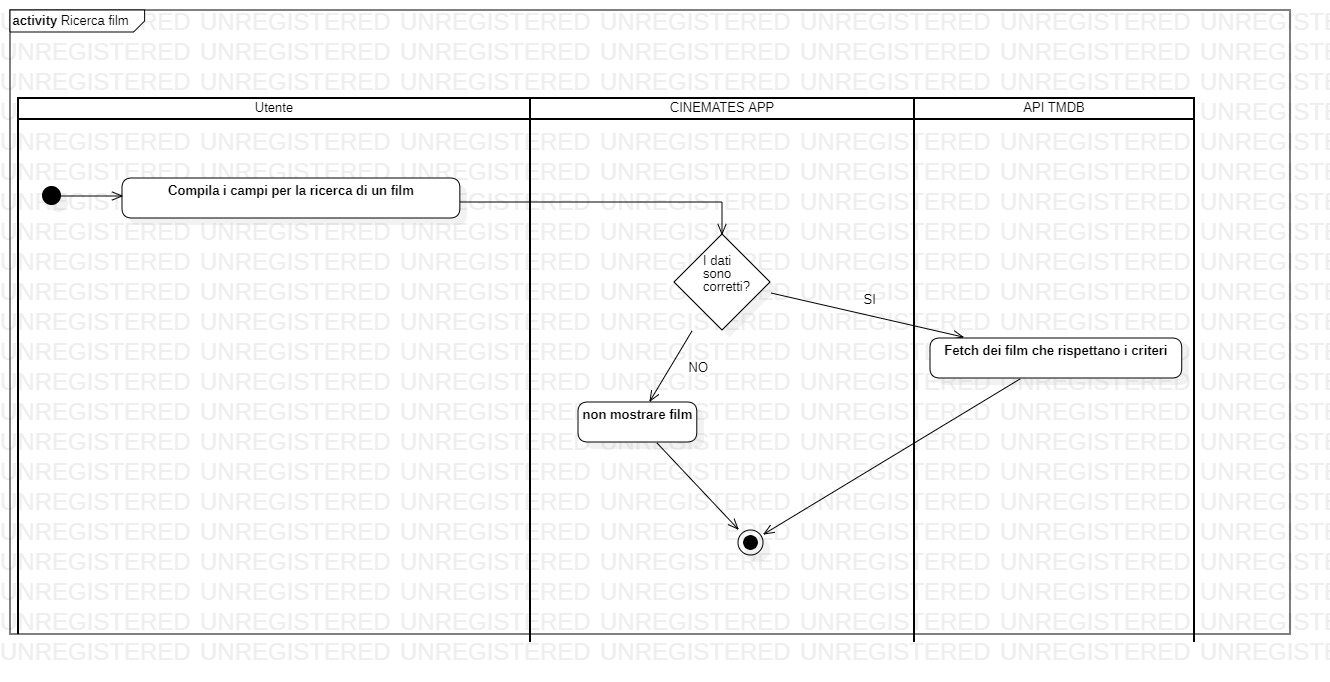 activity Ricerca film
Utente
CINEMATES APP
API TMDB
Compila i campi per la ricerca di un film
I dati
sono
corretti?
SI
Fetch dei film che rispettano i criteri
NO
non mostrare film
UNREGISTERED UNREGISTERED UNREGISTERED UNREGISTERED UNREGISTERED UNREGISTERED UNREGISTERED